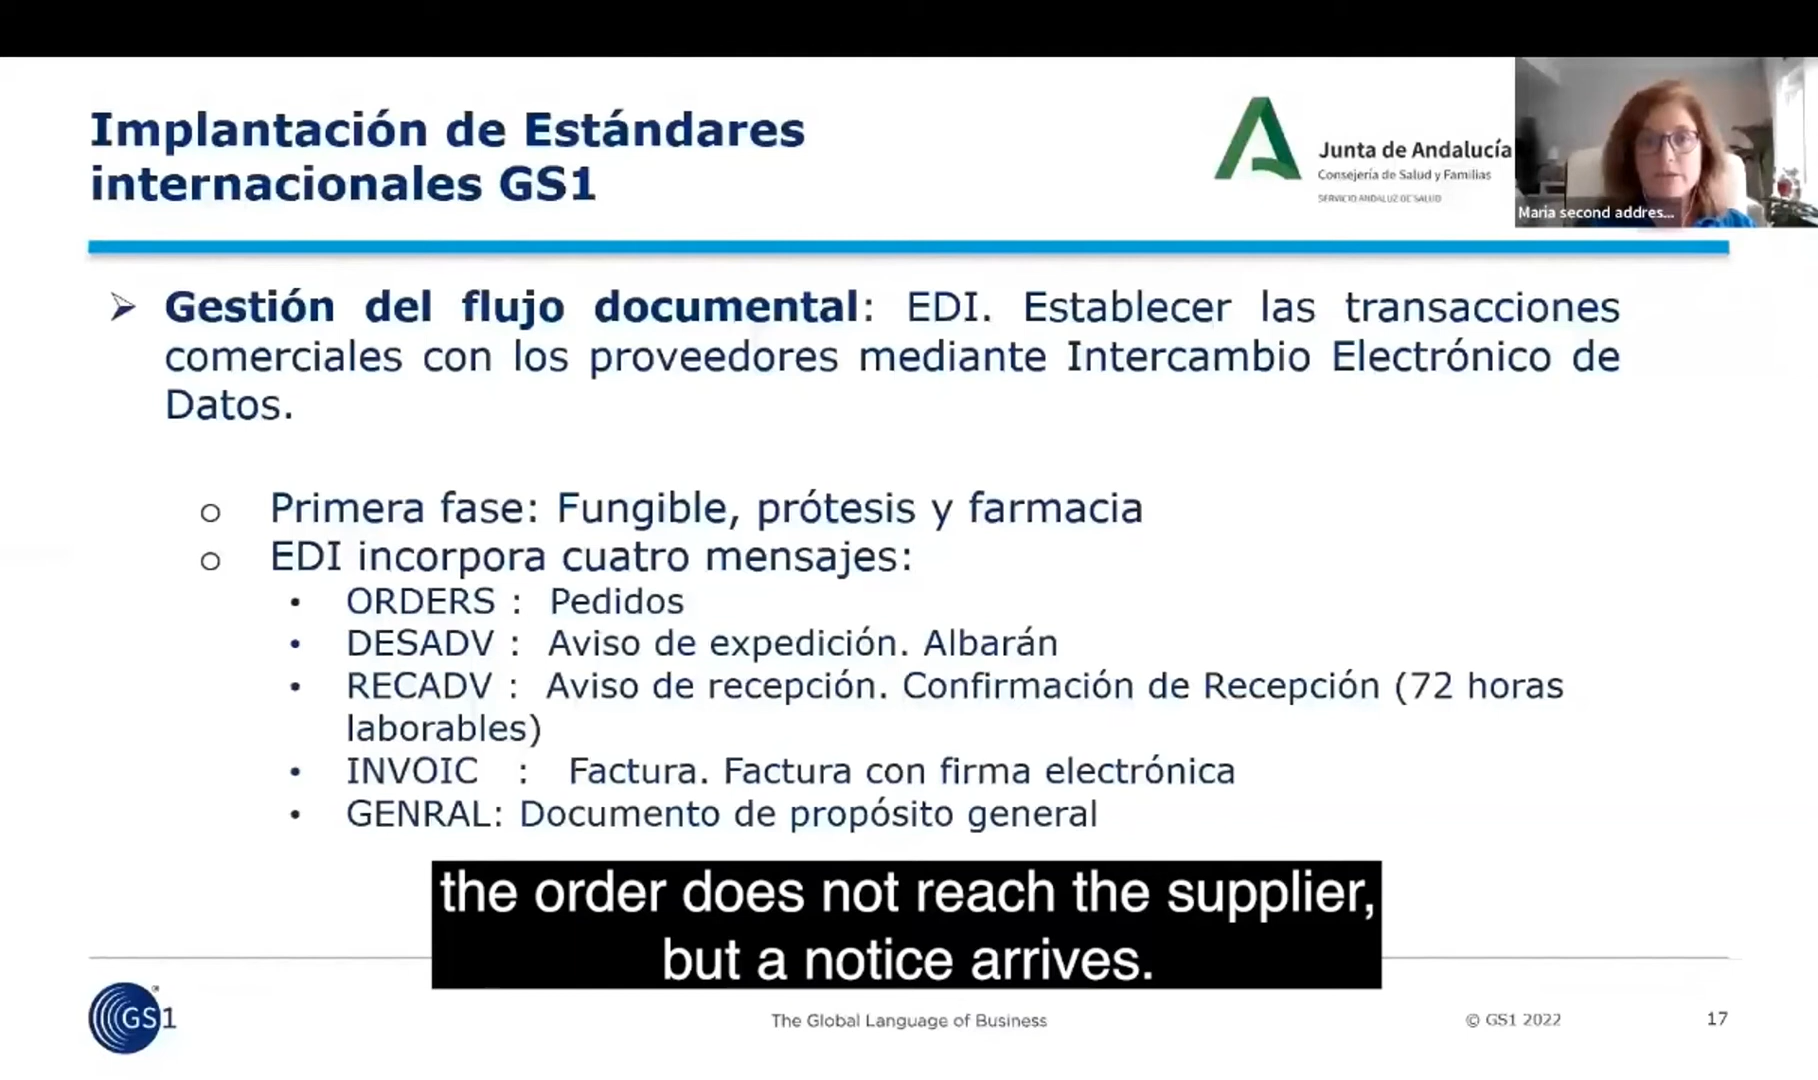 Implantación de Estándares
internacionales GS1
Junta de Andalucía
Consejería de Salud y Familias
SERVICIO ANDALUZ DE SALUD
Maria second addres...
➢ Gestión del flujo documental: EDI. Establecer las transacciones
comerciales con los proveedores mediante Intercambio Electrónico de
Datos.
o Primera fase: Fungible, prótesis y farmacia
o EDI incorpora cuatro mensajes:
• ORDERS : Pedidos
• DESADV : Aviso de expedición. Albarán
• RECADV : Aviso de recepción. Confirmación de Recepción (72 horas
laborables)
• INVOIC : Factura. Factura con firma electrónica
• GENRAL: Documento de propósito general
the order does not reach the supplier,
but a notice arrives.
GS1
The Global Language of Business
© GS1 2022
17